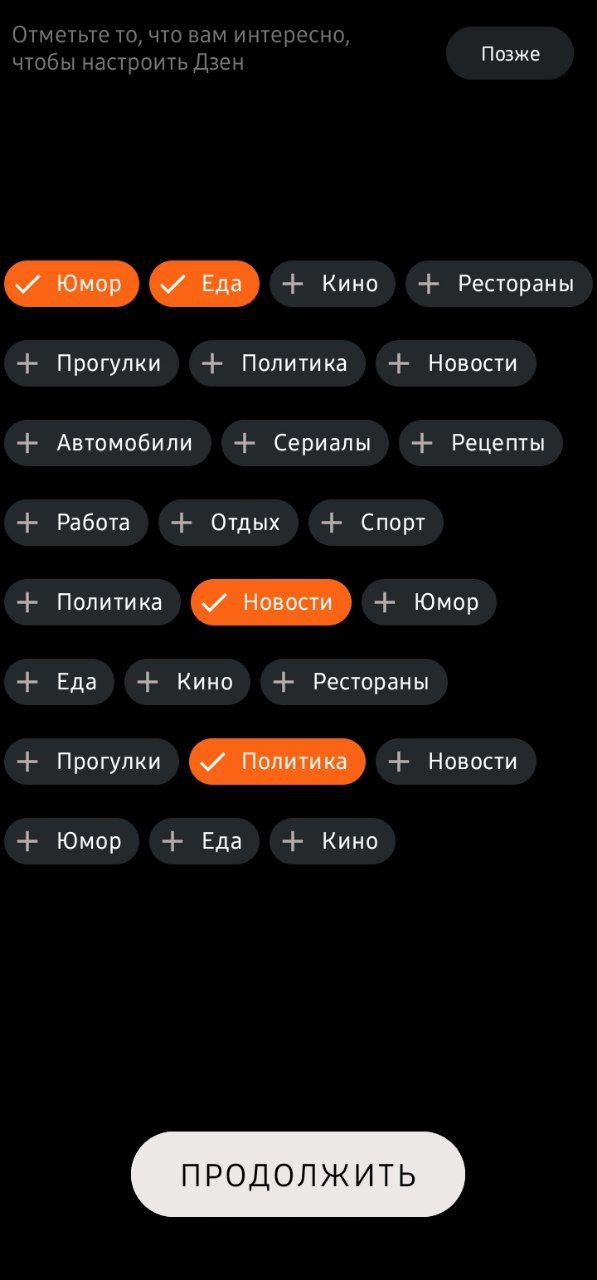 Отметьте то, что вам интересно,
чтобы настроить Дзен
Позже
Юмор Еда Кино Рестораны
Прогулки Политика Новости
Автомобили Сериалы Рецепты
Работа Отдых Спорт
Политика Новости Юмор
Еда Кино Рестораны
Прогулки Политика Новости
Юмор Еда Кино
ПРОДОЛЖИТЬ